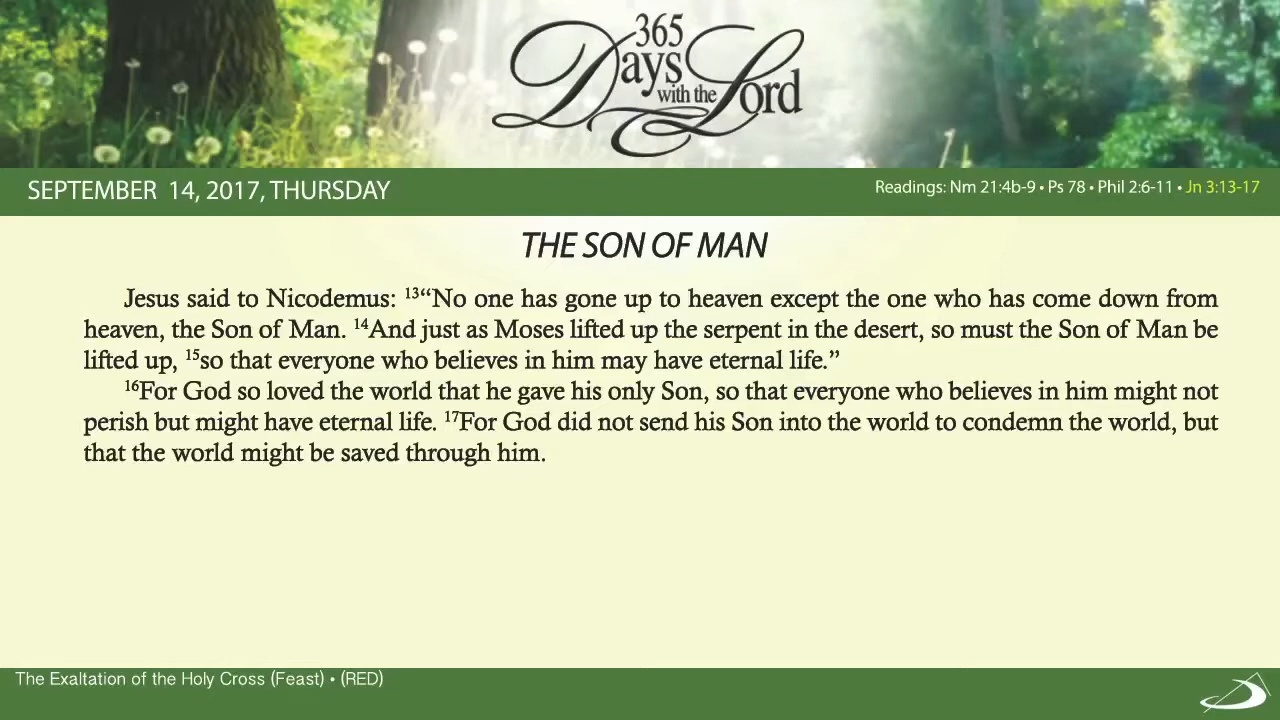 365
Days
with the Lord
SEPTEMBER 14, 2017, THURSDAY
Readings: Nm 21:4b-9 • Ps 78 • Phil 2:6-11 • Jn 3:13-17
THE SON OF MAN
Jesus said to Nicodemus: 13“No one has gone up to heaven except the one who has come down from
heaven, the Son of Man. 14And just as Moses lifted up the serpent in the desert, so must the Son of Man be
lifted up, 15so that everyone who believes in him may have eternal life.”
16For God so loved the world that he gave his only Son, so that everyone who believes in him might not
perish but might have eternal life. 17For God did not send his Son into the world to condemn the world, but
that the world might be saved through him.
The Exaltation of the Holy Cross (Feast) • (RED)